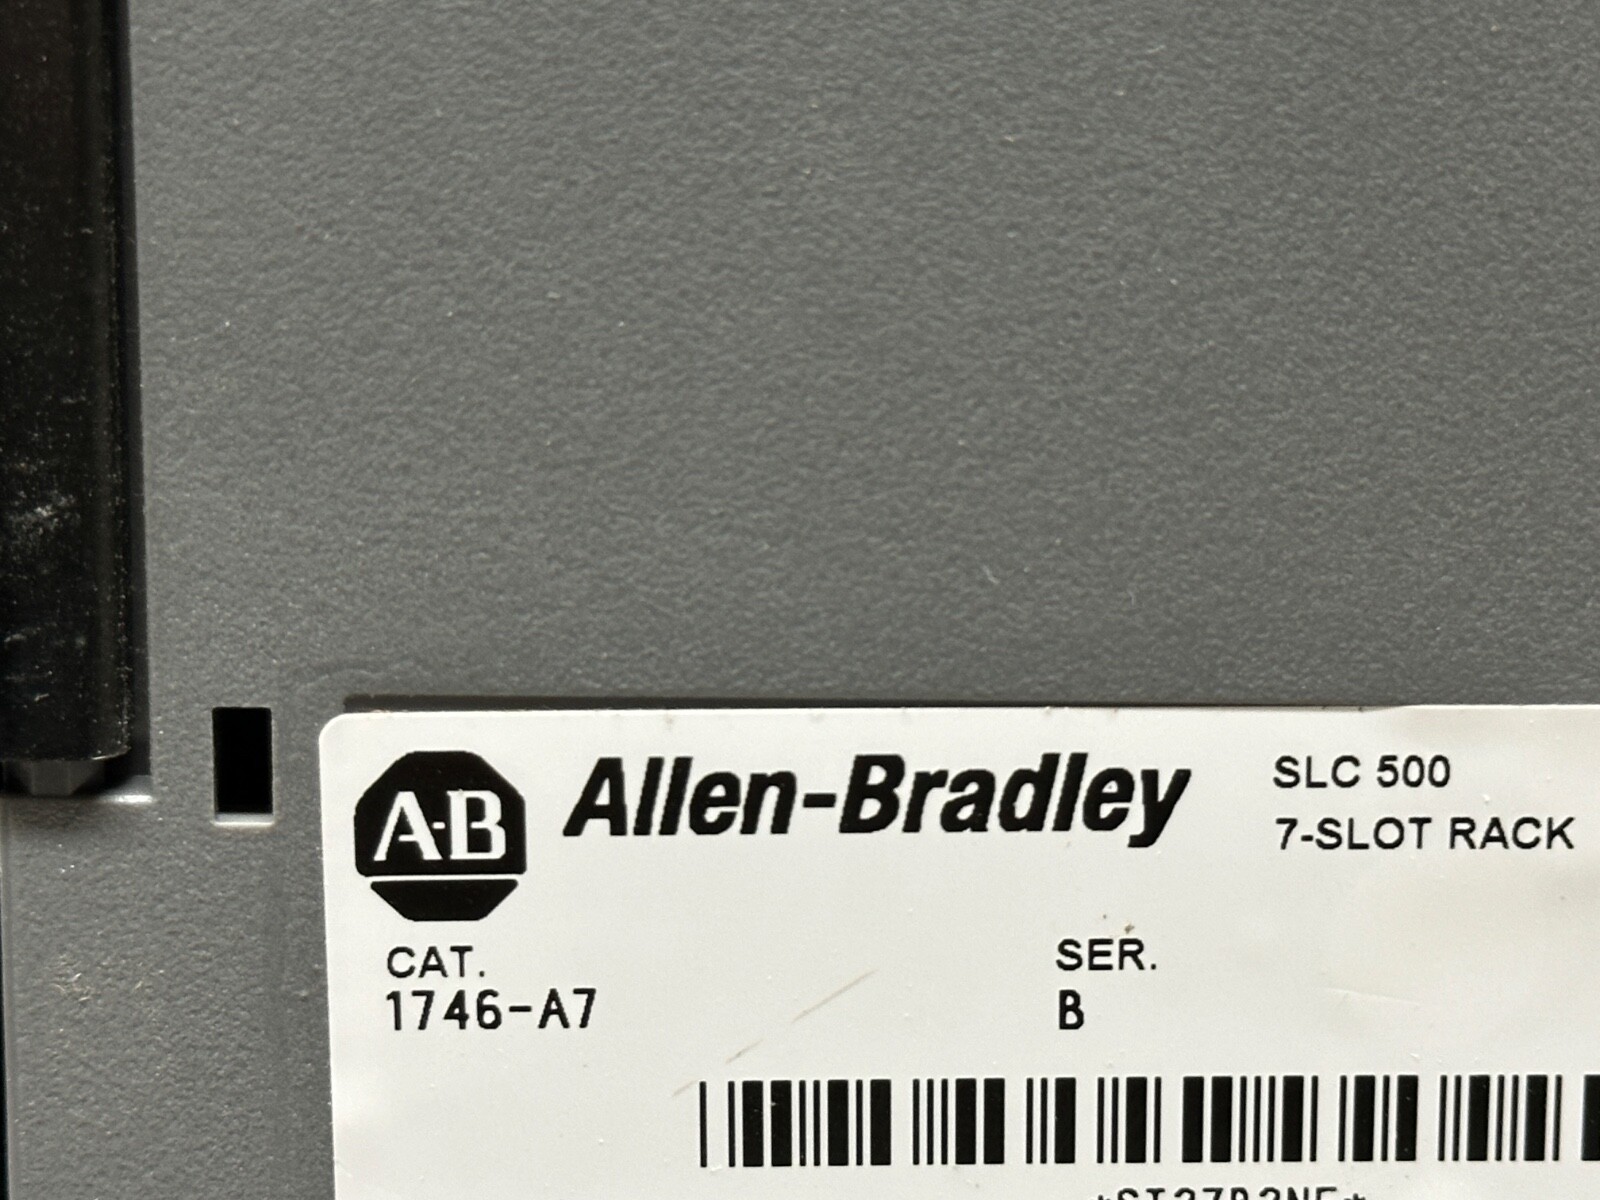 A-B Allen-Bradley
SLC 500
7-SLOT RACK
CAT.
1746-A7
SER.
B